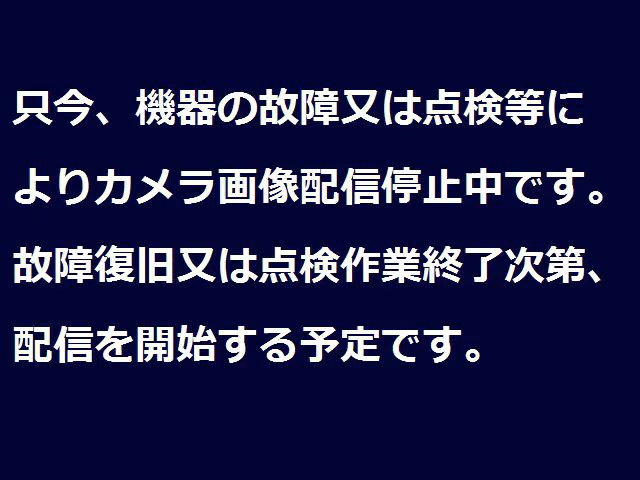 只今、機器の故障又は点検等に
よりカメラ画像配信停止中です。
故障復旧又は点検作業終了次第、
配信を開始する予定です。